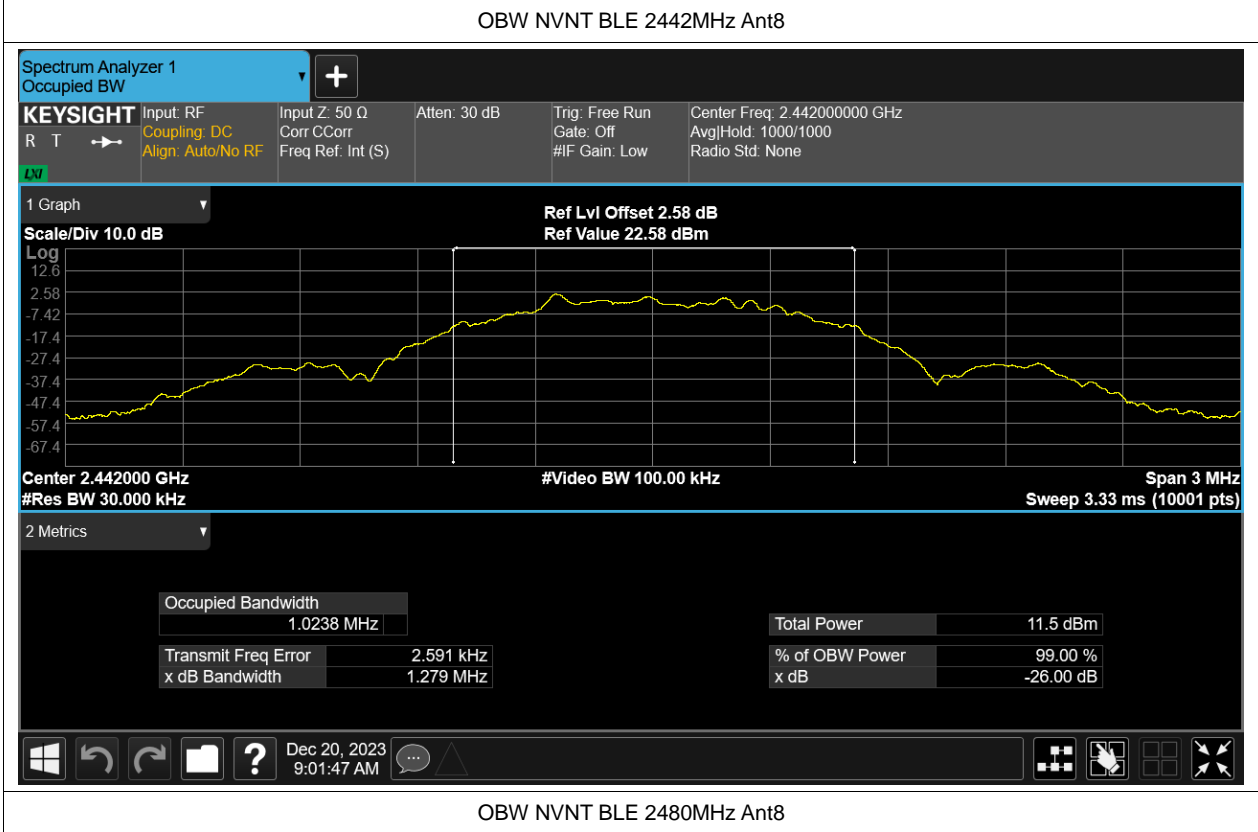 OBW NVNT BLE 2442MHz Ant8
Spectrum Analyzer 1
Occupied BW
+
KEYSIGHT
R T
LXI
Input: RF
Coupling: DC
Align: Auto/No RF
Input Z: 50 Ω
Corr CCorr
Freq Ref: Int (S)
Atten: 30 dB
Trig: Free Run
Gate: Off
#IF Gain: Low
Center Freq: 2.442000000 GHz
Avg|Hold: 1000/1000
Radio Std: None
1 Graph
Scale/Div 10.0 dB
Ref Lvl Offset 2.58 dB
Ref Value 22.58 dBm
Log
12.6
2.58
-7.42
-17.4
-27.4
-37.4
-47.4
-57.4
-67.4
Center 2.442000 GHz
#Video BW 100.00 kHz
Span 3 MHz
#Res BW 30.000 kHz
Sweep 3.33 ms (10001 pts)
2 Metrics
Occupied Bandwidth
1.0238 MHz
Total Power 11.5 dBm
Transmit Freq Error 2.591 kHz
% of OBW Power 99.00 %
x dB Bandwidth 1.279 MHz
x dB -26.00 dB
?
Dec 20, 2023
9:01:47 AM
OBW NVNT BLE 2480MHz Ant8